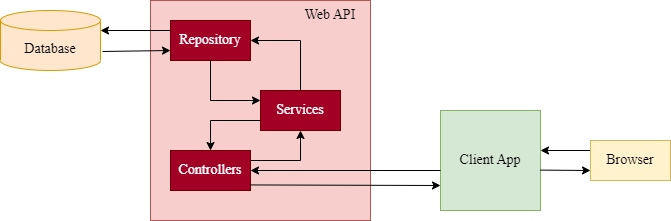 Web API
Database
Repository
Services
Controllers
Client App
Browser